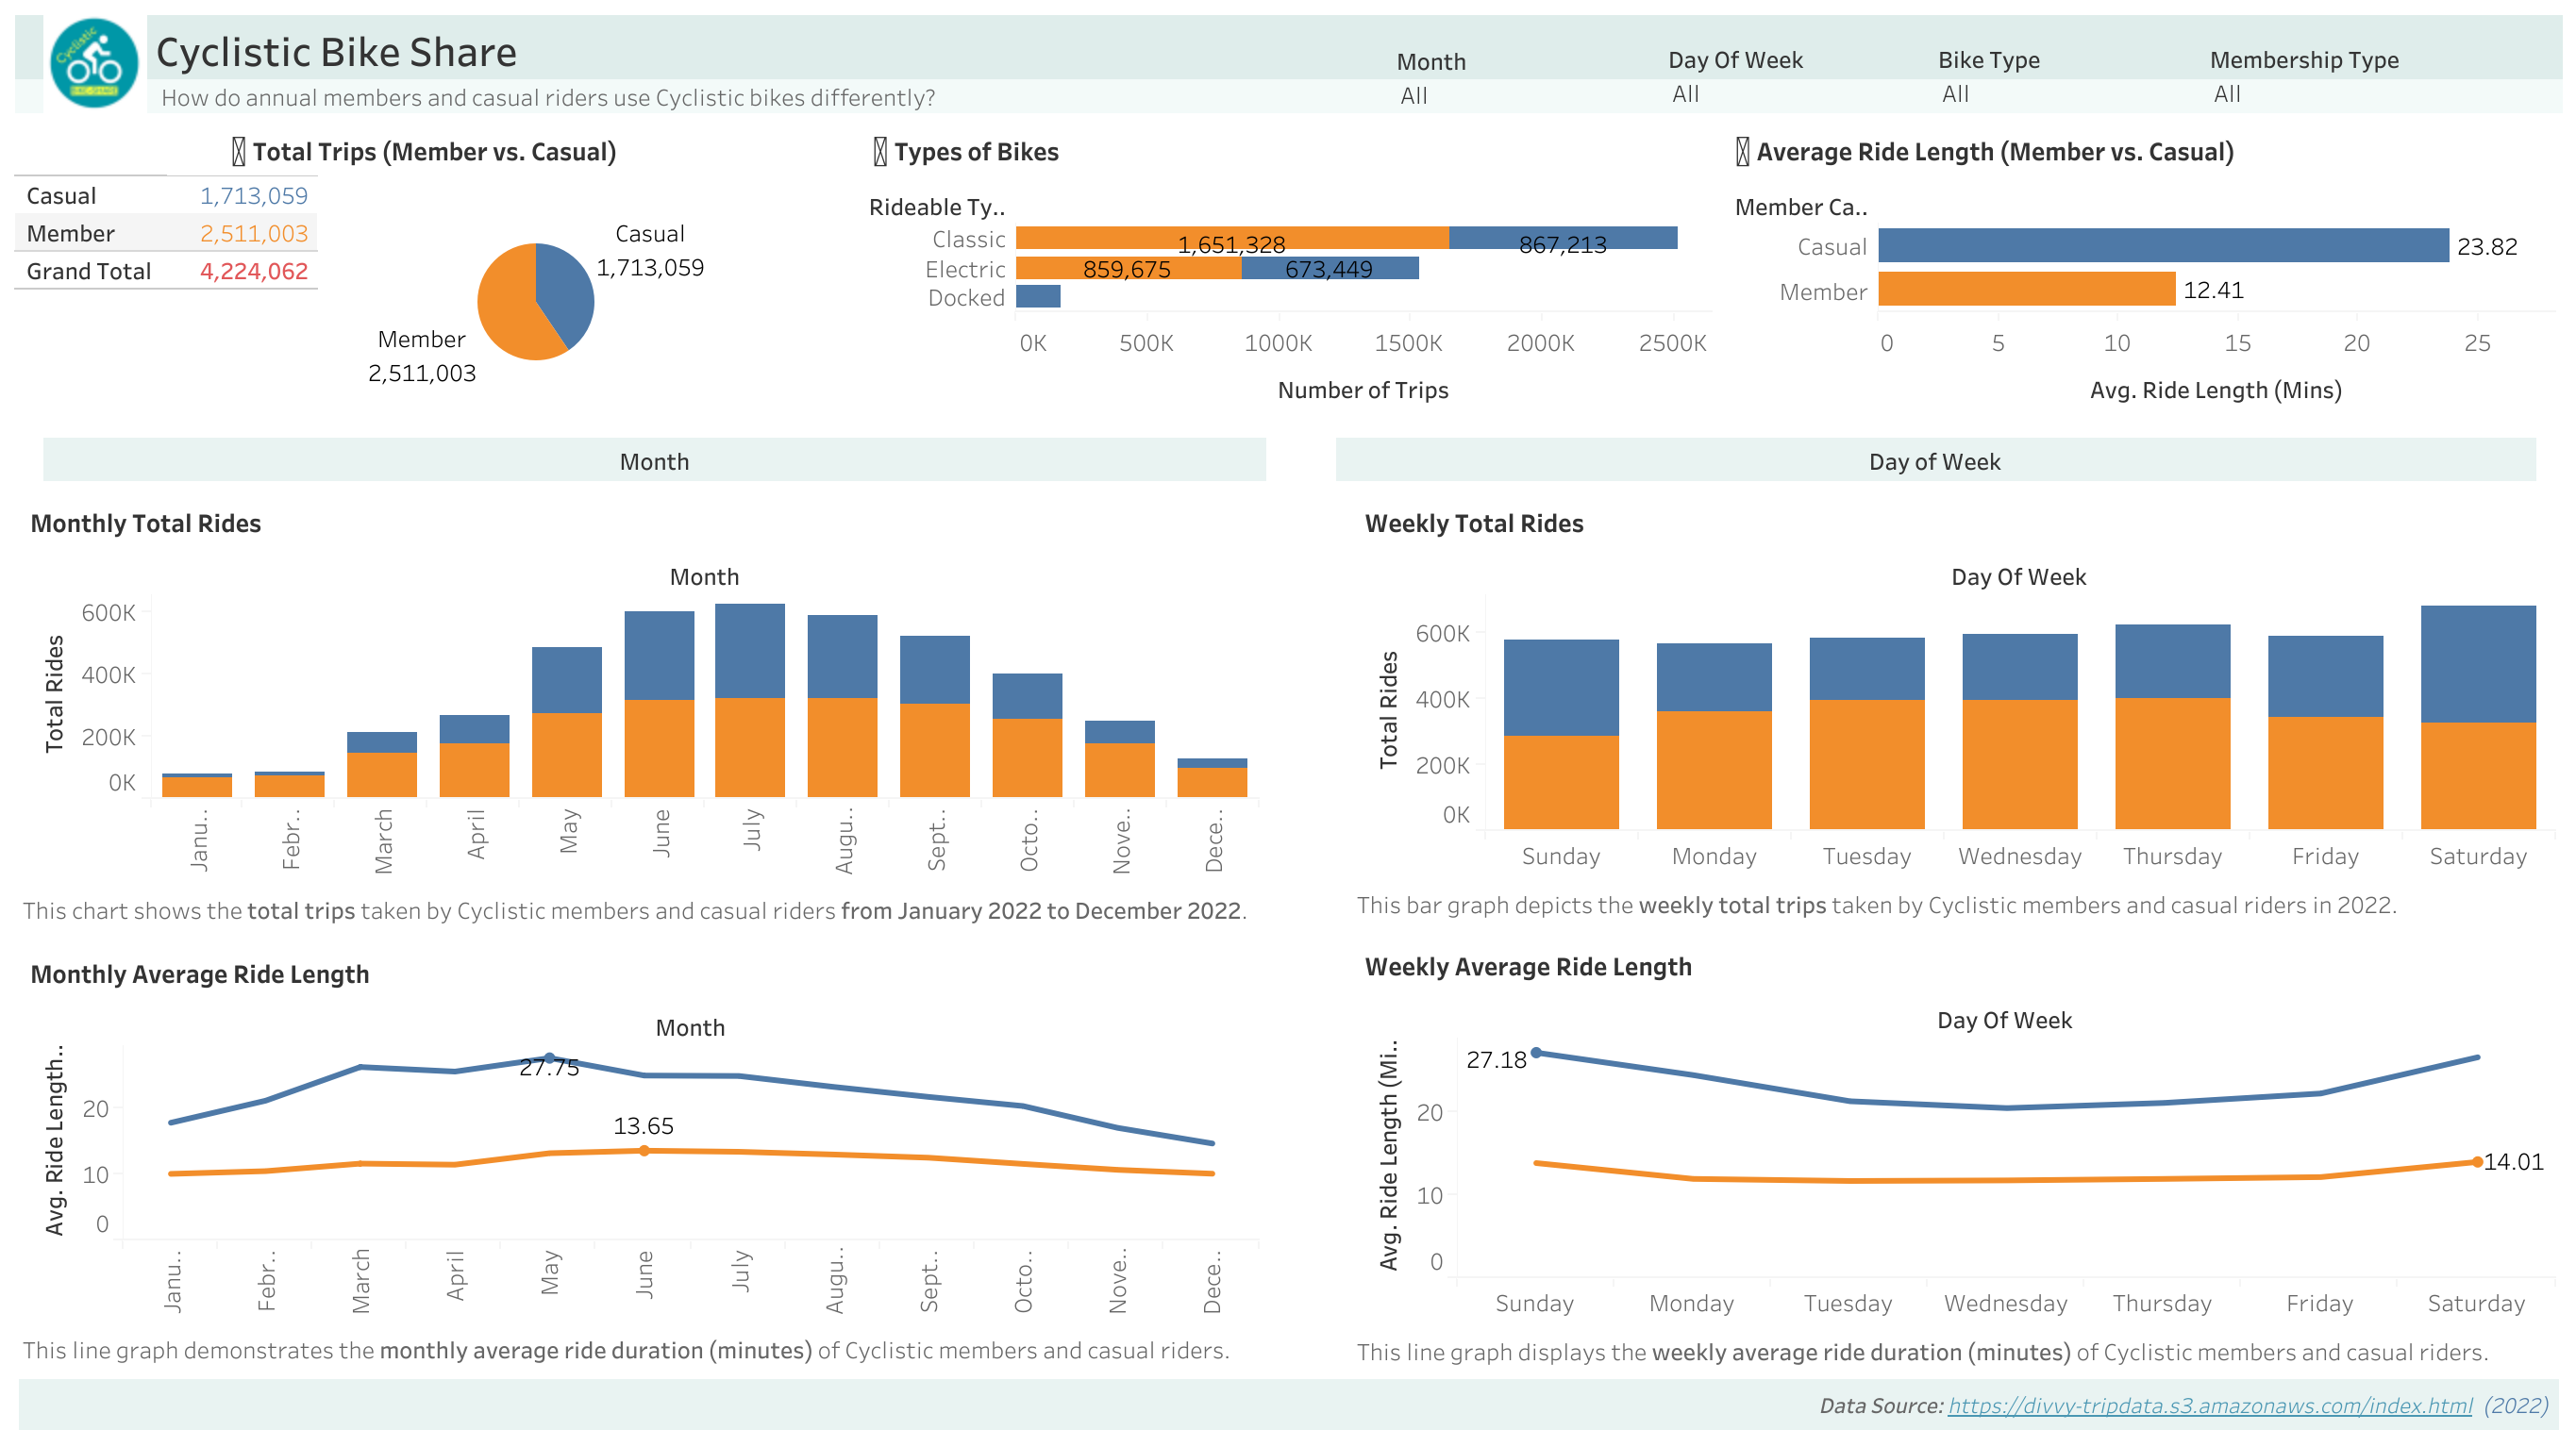 Cyclistic
Cyclistic Bike Share
How do annual members and casual riders use Cyclistic bikes differently?
Month
All
Day Of Week
All
Bike Type
All
Membership Type
All
Total Trips (Member vs. Casual)
Casual 1,713,059
Member 2,511,003
Grand Total 4,224,062
Casual
1,713,059
Member
2,511,003
Types of Bikes
Rideable Ty..
Classic 1,651,328 867,213
Electric 859,675 673,449
Docked
0K 500K 1000K 1500K 2000K 2500K
Number of Trips
Average Ride Length (Member vs. Casual)
Member Ca..
Casual 23.82
Member 12.41
0 5 10 15 20 25
Avg. Ride Length (Mins)
Month
Monthly Total Rides
Month
Total Rides
600K
400K
200K
0K
Janu.. Febr.. March April May June July Augu.. Sept.. Octo.. Nove.. Dece..
This chart shows the total trips taken by Cyclistic members and casual riders from January 2022 to December 2022.
Monthly Average Ride Length
Month
Avg. Ride Length..
27.75
13.65
20
10
0
Janu.. Febr.. March April May June July Augu.. Sept.. Octo.. Nove.. Dece..
This line graph demonstrates the monthly average ride duration (minutes) of Cyclistic members and casual riders.
Day of Week
Weekly Total Rides
Day Of Week
Total Rides
600K
400K
200K
0K
Sunday Monday Tuesday Wednesday Thursday Friday Saturday
This bar graph depicts the weekly total trips taken by Cyclistic members and casual riders in 2022.
Weekly Average Ride Length
Day Of Week
Avg. Ride Length (Mi..
27.18
14.01
20
10
0
Sunday Monday Tuesday Wednesday Thursday Friday Saturday
This line graph displays the weekly average ride duration (minutes) of Cyclistic members and casual riders.
Data Source: https://divvy-tripdata.s3.amazonaws.com/index.html (2022)